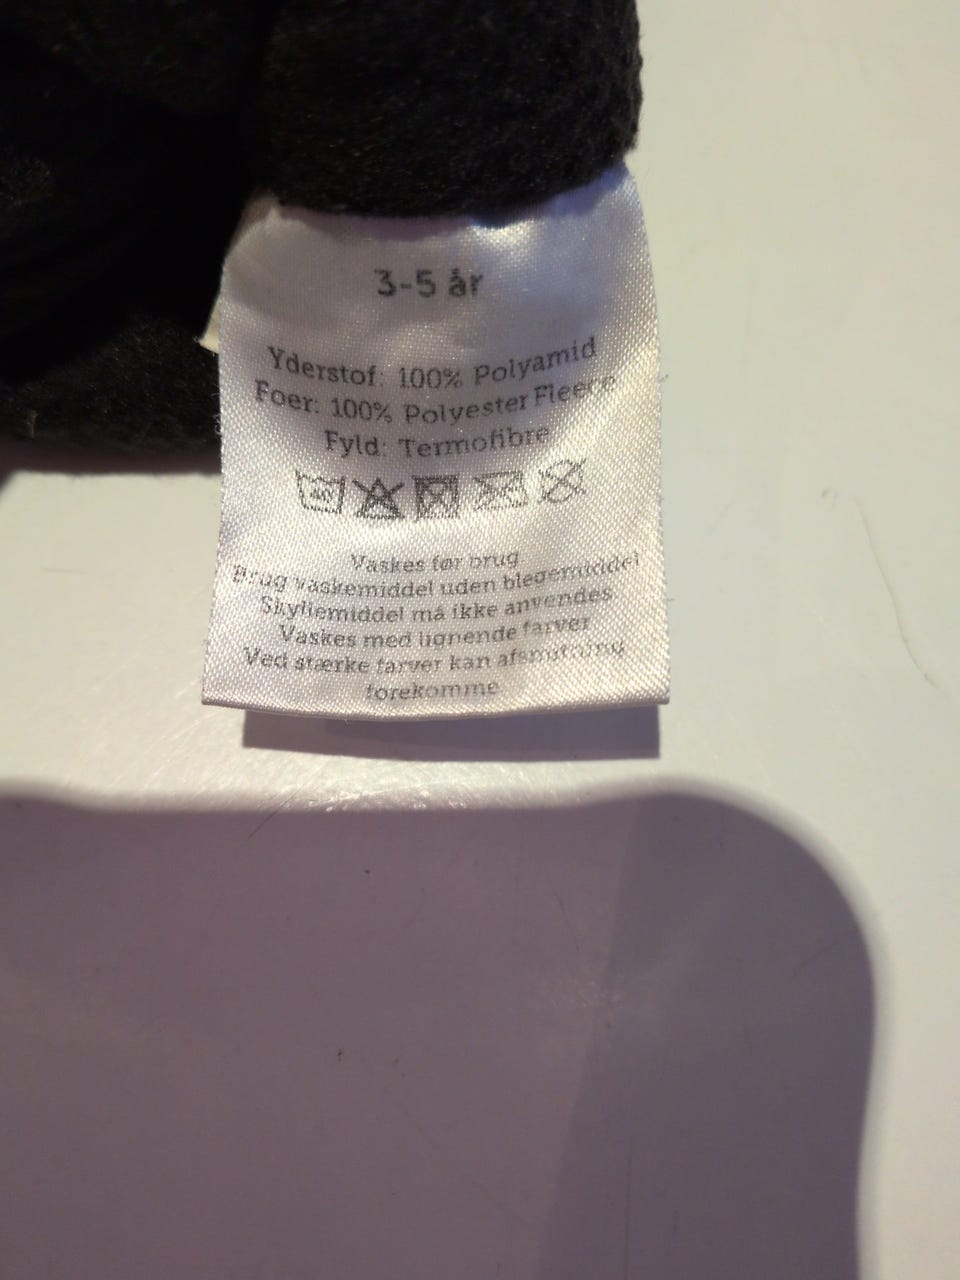 3-5 år
Yderstof: 100% Polyamid
Foer: 100% Polyester Fleece
Fyld: Termofibre
40
Vaskes før brug
Brug vaskemiddel uden blegemiddel
Skyllemiddel må ikke anvendes
Vaskes med lignende farver
Ved stærke farver kan afsmitning
forekomme